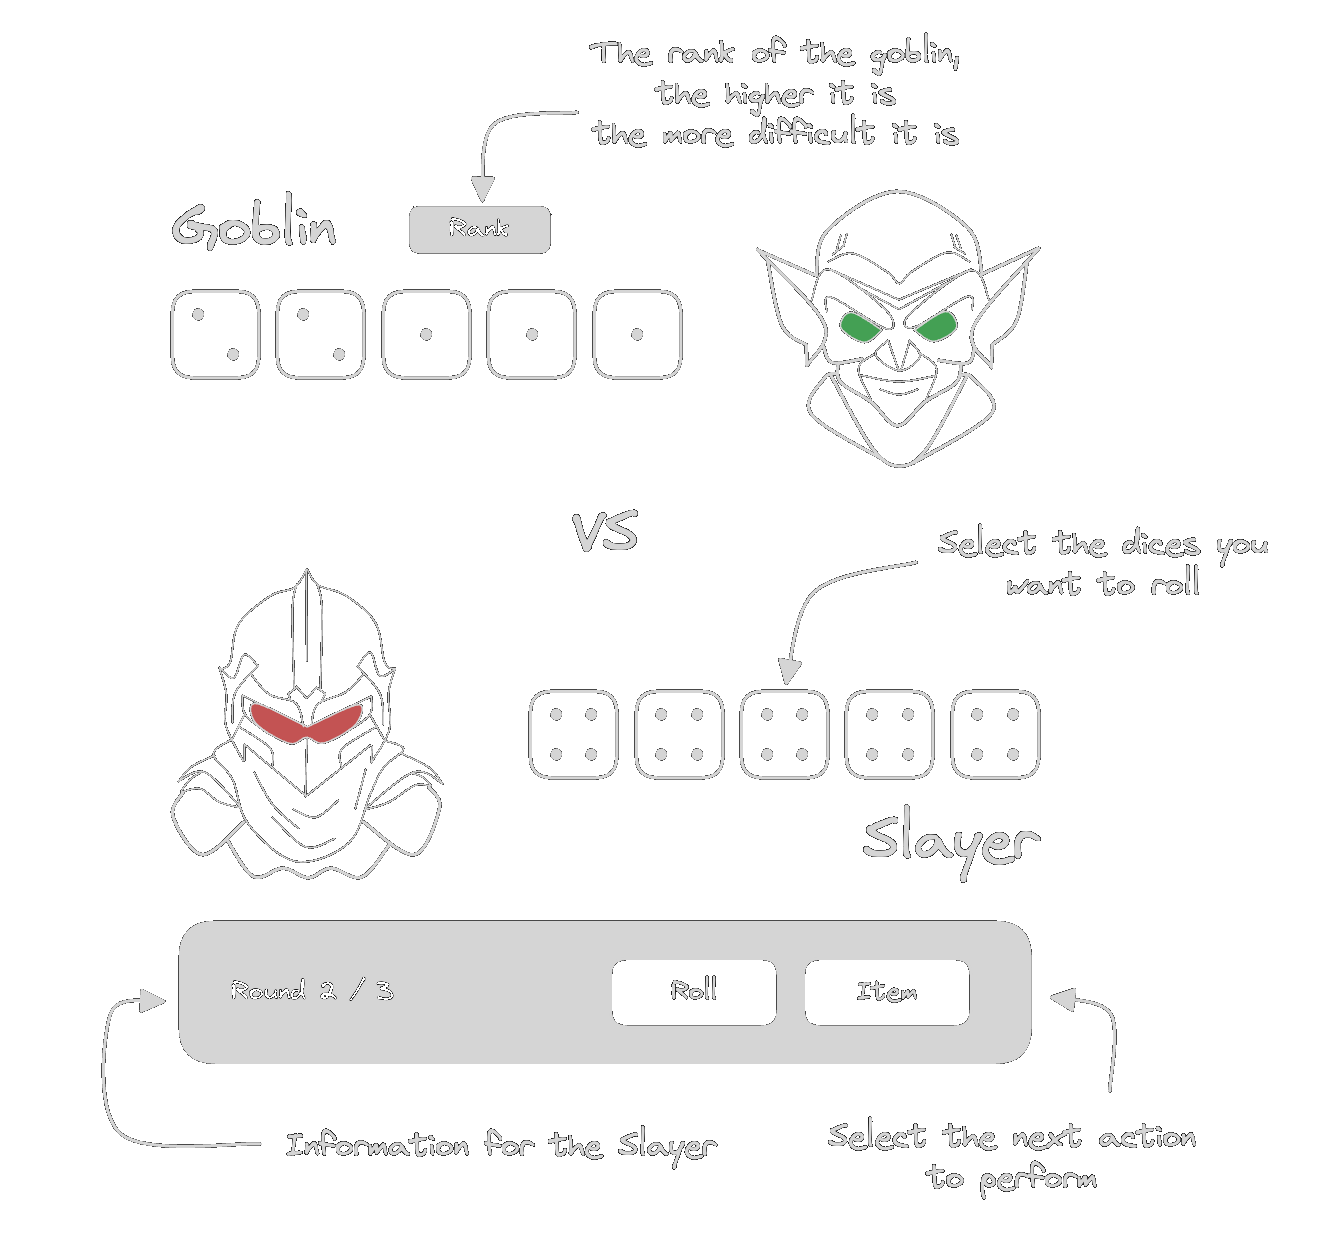 The rank of the goblin,
the higher it is
the more difficult it is
Goblin
Rank
VS
Select the dices you
want to roll
Slayer
Round 2 / 3
Roll
Item
Information for the Slayer
Select the next action
to perform